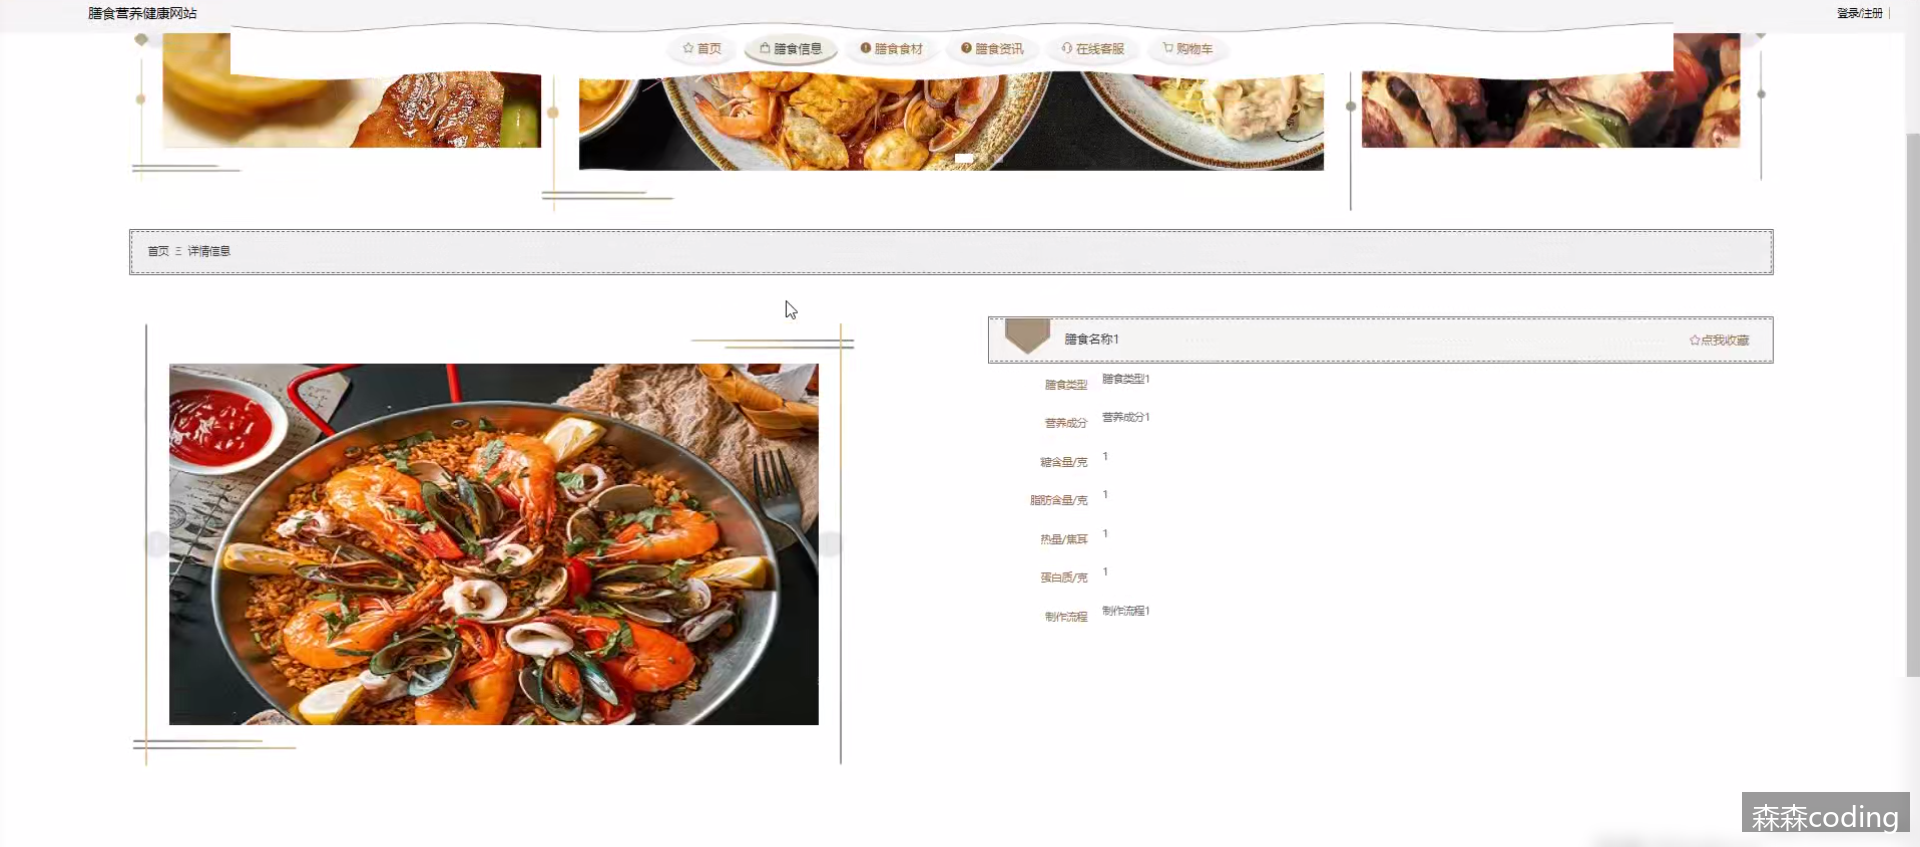 膳食营养健康网站
登录/注册
首页
膳食信息
膳食食材
膳食资讯
在线客服
购物车
首页 Ξ 详情信息
膳食名称1
点我收藏
膳食类型 膳食类型1
营养成分 营养成分1
糖含量/克 1
脂肪含量/克 1
热量/焦耳 1
蛋白质/克 1
制作流程 制作流程1
森森coding